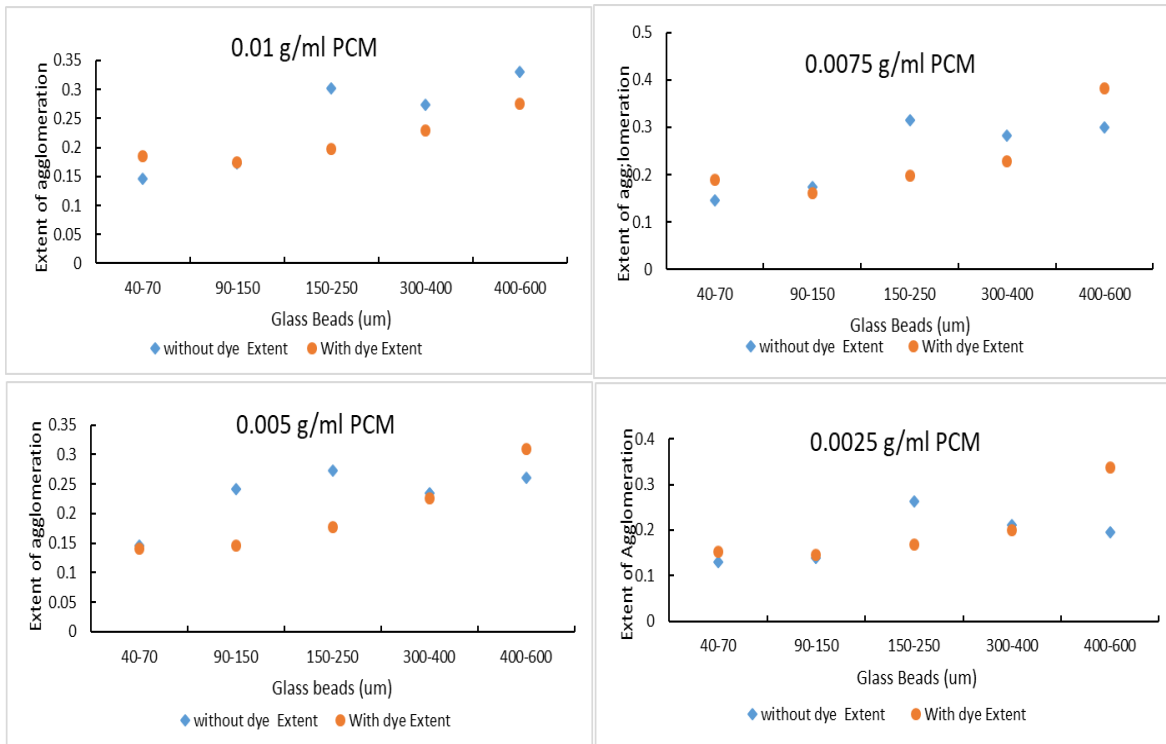 0.01 g/ml PCM
Extent of agglomeration
0.35
0.3
0.25
0.2
0.15
0.1
0.05
0
40-70 90-150 150-250 300-400 400-600
Glass Beads (um)
without dye Extent With dye Extent
0.0075 g/ml PCM
Extent of agg;lomeration
0.5
0.4
0.3
0.2
0.1
0
40-70 90-150 150-250 300-400 400-600
Glass Beads (um)
without dye Extent With dye Extent
0.005 g/ml PCM
Extent of agglomeration
0.35
0.3
0.25
0.2
0.15
0.1
0.05
0
40-70 90-150 150-250 300-400 400-600
Glass beads (um)
without dye Extent With dye Extent
0.0025 g/ml PCM
Extent of Agglomeration
0.4
0.3
0.2
0.1
0
40-70 90-150 150-250 300-400 400-600
Glass Beads (um)
without dye Extent With dye Extent